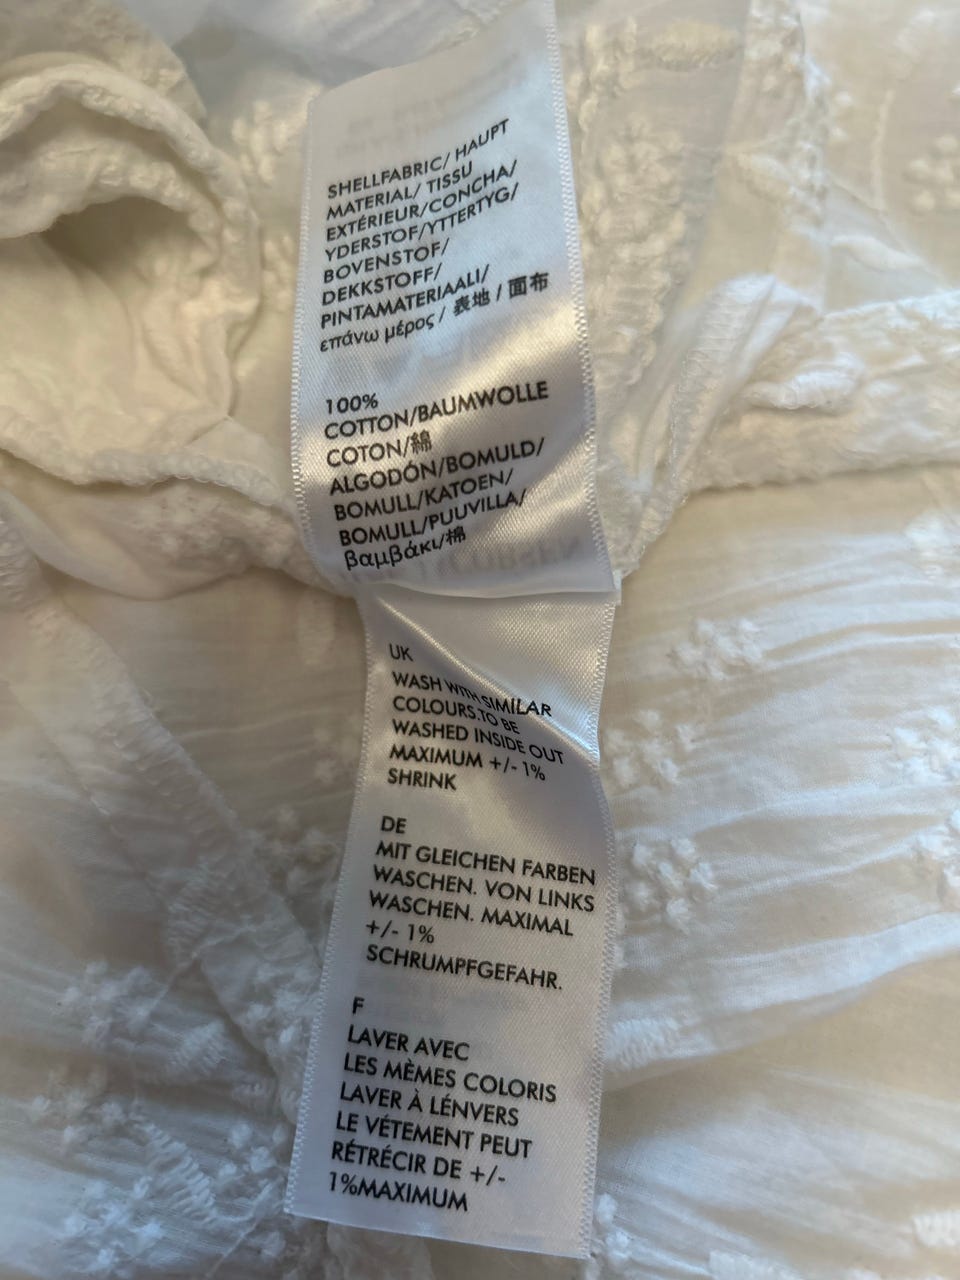 SHELLFABRIC/ HAUPT
MATERIAL/ TISSU
EXTÉRIEUR/CONCHA/
YDERSTOF/YTTERTYG/
BOVENSTOF/
DEKKSTOFF/
PINTAMATERIAALI/
επάνω μέρος / 表地 / 面布
100%
COTTON/BAUMWOLLE
COTON/綿
ALGODÓN/BOMULD/
BOMULL/KATOEN/
BOMULL/PUUVILLA/
βαμβάκι/棉
UK
WASH WITH SIMILAR
COLOURS.TO BE
WASHED INSIDE OUT
MAXIMUM +/- 1%
SHRINK
DE
MIT GLEICHEN FARBEN
WASCHEN. VON LINKS
WASCHEN. MAXIMAL
+/- 1%
SCHRUMPFGEFAHR.
F
LAVER AVEC
LES MÈMES COLORIS
LAVER À LÉNVERS
LE VÉTEMENT PEUT
RÉTRÉCIR DE +/-
1%MAXIMUM